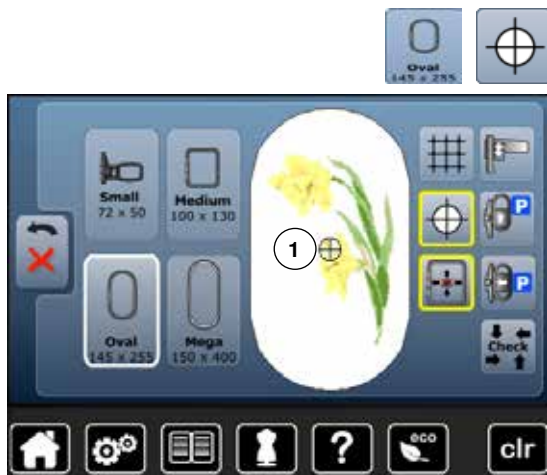 Oval
145 x 255
Small
72 x 50
Medium
100 x 130
P
1
Oval
145 x 255
Mega
150 x 400
P
Check
?
eco
clr